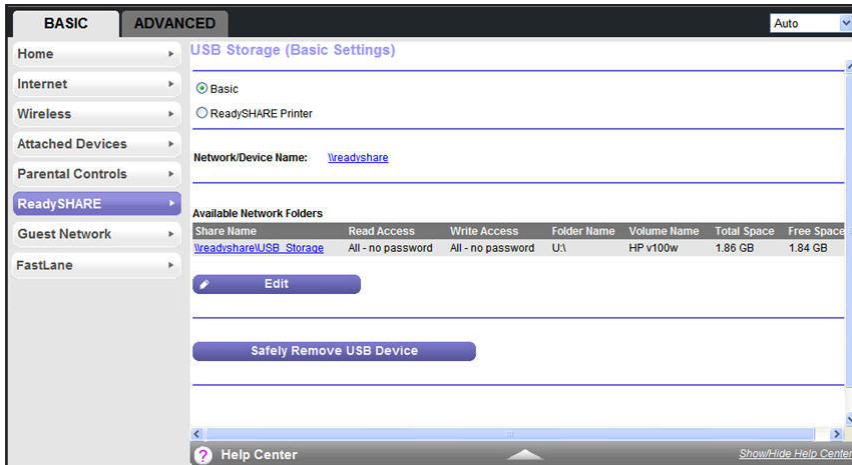 BASIC
ADVANCED
Auto
Home
Internet
Wireless
Attached Devices
Parental Controls
ReadySHARE
Guest Network
FastLane
USB Storage (Basic Settings)
Basic
ReadySHARE Printer
Network/Device Name: \\readyshare
Available Network Folders
Share Name Read Access Write Access Folder Name Volume Name Total Space Free Space
\\readyshare\USB_Storage All - no password All - no password U:\ HP v100w 1.86 GB 1.84 GB
Edit
Safely Remove USB Device
? Help Center Show/Hide Help Center